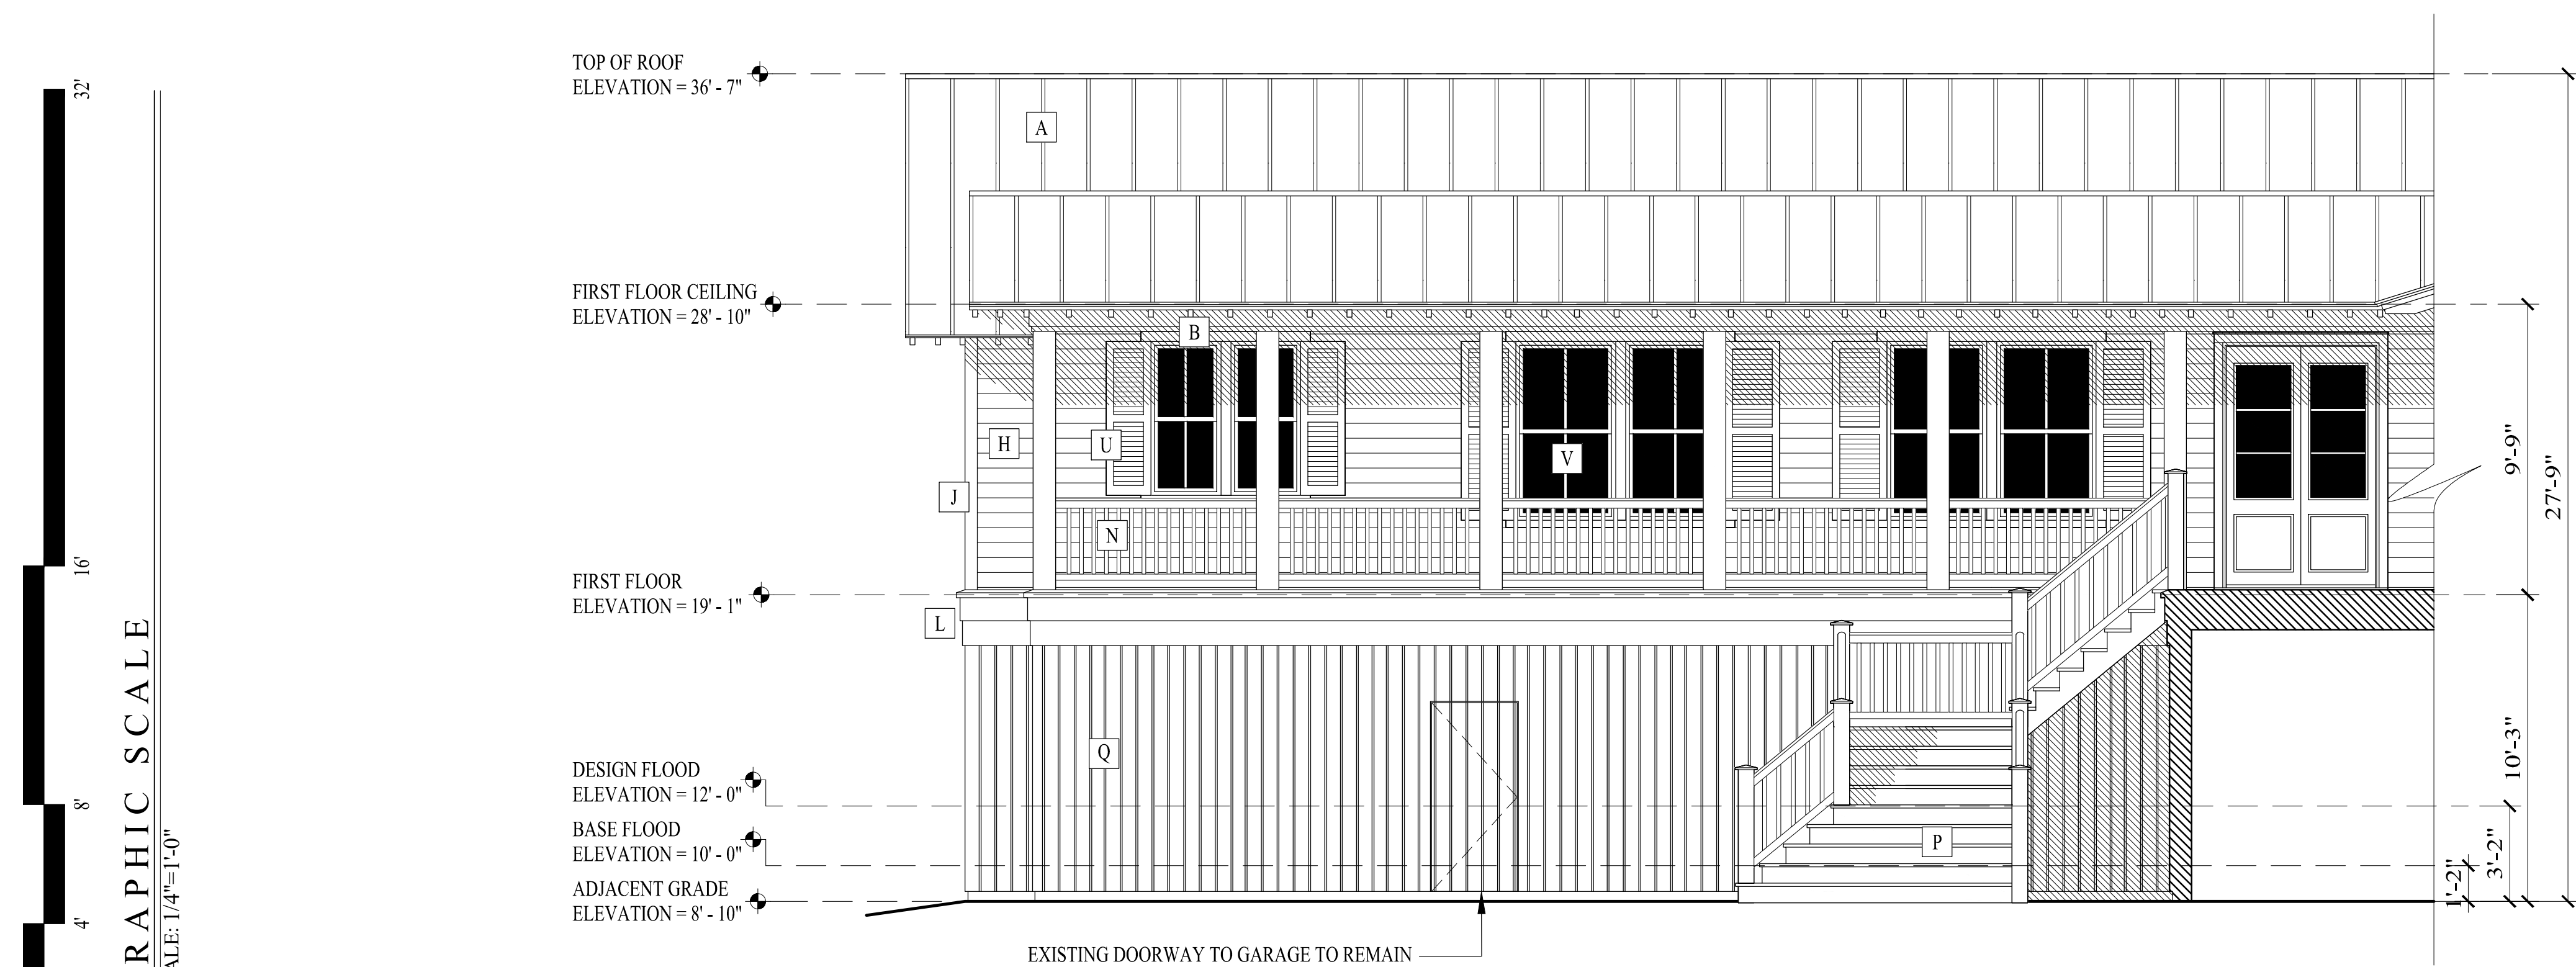 TOP OF ROOF
ELEVATION = 36' - 7"
FIRST FLOOR CEILING
ELEVATION = 28' - 10"
FIRST FLOOR
ELEVATION = 19' - 1"
DESIGN FLOOD
ELEVATION = 12' - 0"
BASE FLOOD
ELEVATION = 10' - 0"
ADJACENT GRADE
ELEVATION = 8' - 10"
32'
16'
8'
4'
RAPHIC SCALE
ALE: 1/4"=1'-0"
A
B
H
U
V
J
N
L
Q
P
EXISTING DOORWAY TO GARAGE TO REMAIN
9'-9"
27'-9"
10'-3"
3'-2"
1'-2"